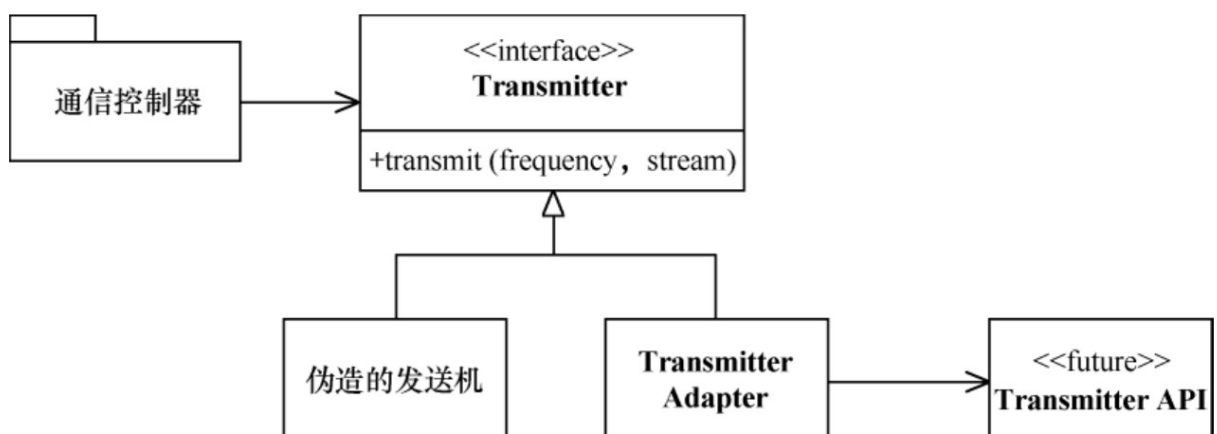 通信控制器
<<interface>>
Transmitter
+transmit (frequency，stream)
伪造的发送机
Transmitter
Adapter
<<future>>
Transmitter API